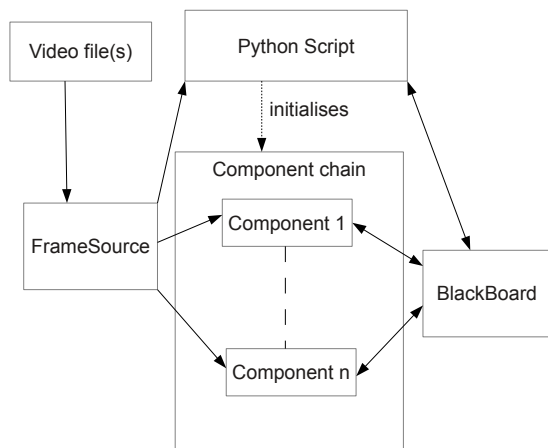 Video file(s)
Python Script
initialises
Component chain
Component 1
FrameSource
BlackBoard
Component n